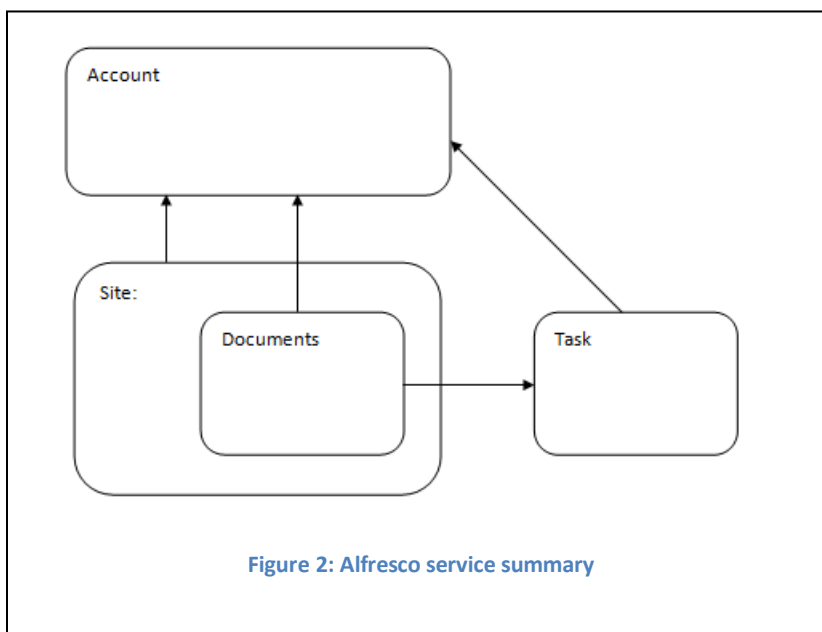 Account
Site:
Documents
Task
Figure 2: Alfresco service summary